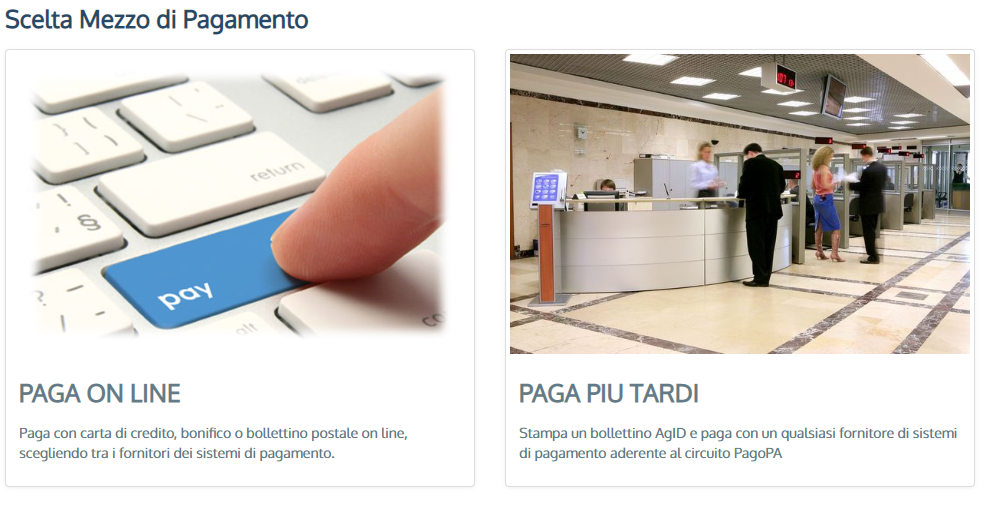 Scelta Mezzo di Pagamento
return
§
pay
alt
PAGA ON LINE
Paga con carta di credito, bonifico o bollettino postale on line,
scegliendo tra i fornitori dei sistemi di pagamento.
PAGA PIU TARDI
Stampa un bollettino AgID e paga con un qualsiasi fornitore di sistemi
di pagamento aderente al circuito PagoPA